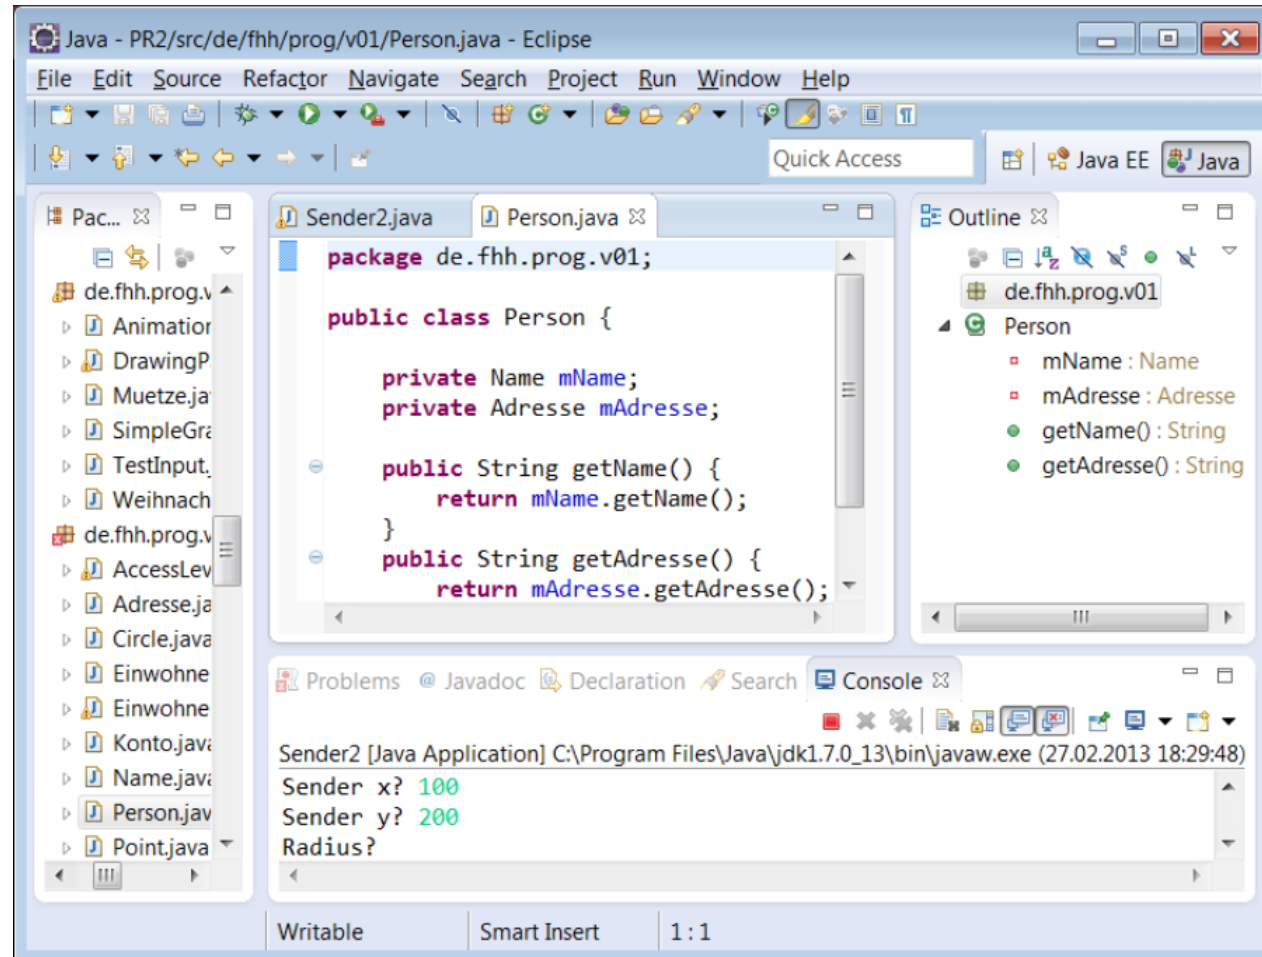 Java - PR2/src/de/fhh/prog/v01/Person.java - Eclipse
File Edit Source Refactor Navigate Search Project Run Window Help
Quick Access
Java EE
Java
Pac...
de.fhh.prog.v
Animation
DrawingP
Muetze.ja
SimpleGra
TestInput.
Weihnach
de.fhh.prog.v
AccessLev
Adresse.ja
Circle.java
Einwohne
Einwohne
Konto.java
Name.java
Person.jav
Point.java
Sender2.java
Person.java
package de.fhh.prog.v01;
public class Person {
private Name mName;
private Adresse mAdresse;
public String getName() {
return mName.getName();
}
public String getAdresse() {
return mAdresse.getAdresse();
Outline
de.fhh.prog.v01
Person
mName : Name
mAdresse : Adresse
getName() : String
getAdresse() : String
Problems @ Javadoc Declaration Search Console
Sender2 [Java Application] C:\Program Files\Java\jdk1.7.0_13\bin\javaw.exe (27.02.2013 18:29:48)
Sender x? 100
Sender y? 200
Radius?
Writable Smart Insert 1 : 1